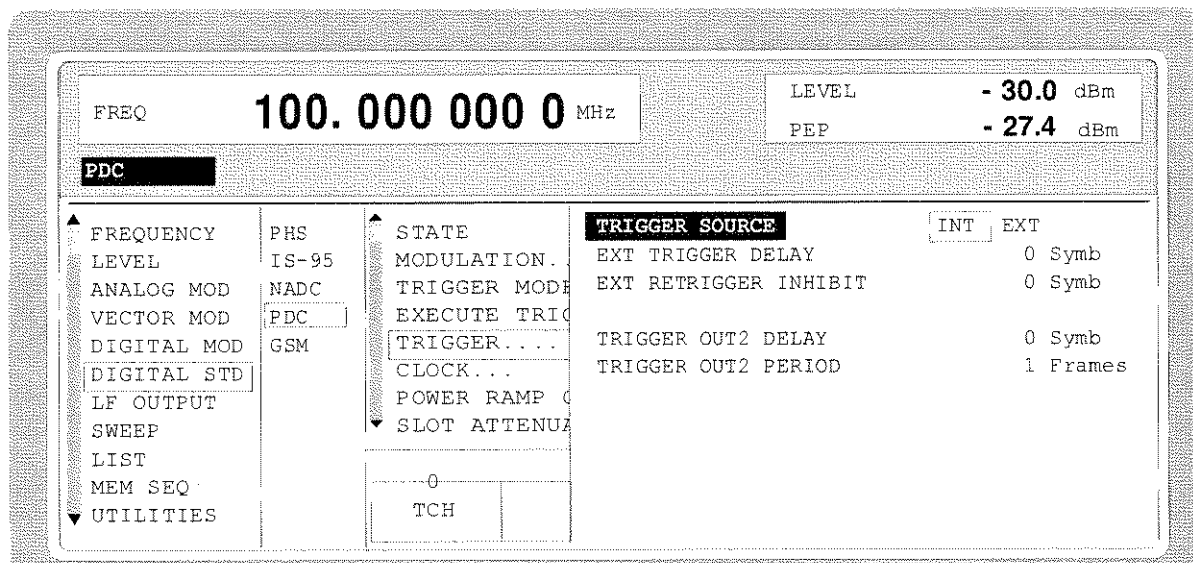 FREQ 100. 000 000 0 MHz
LEVEL - 30.0 dBm
PEP - 27.4 dBm
PDC
FREQUENCY
LEVEL
ANALOG MOD
VECTOR MOD
DIGITAL MOD
DIGITAL STD
LF OUTPUT
SWEEP
LIST
MEM SEQ
UTILITIES
PHS
IS-95
NADC
PDC
GSM
STATE
MODULATION..
TRIGGER MODE
EXECUTE TRIG
TRIGGER....
CLOCK...
POWER RAMP C
SLOT ATTENUA
0
TCH
TRIGGER SOURCE INT EXT
EXT TRIGGER DELAY 0 Symb
EXT RETRIGGER INHIBIT 0 Symb
TRIGGER OUT2 DELAY 0 Symb
TRIGGER OUT2 PERIOD 1 Frames